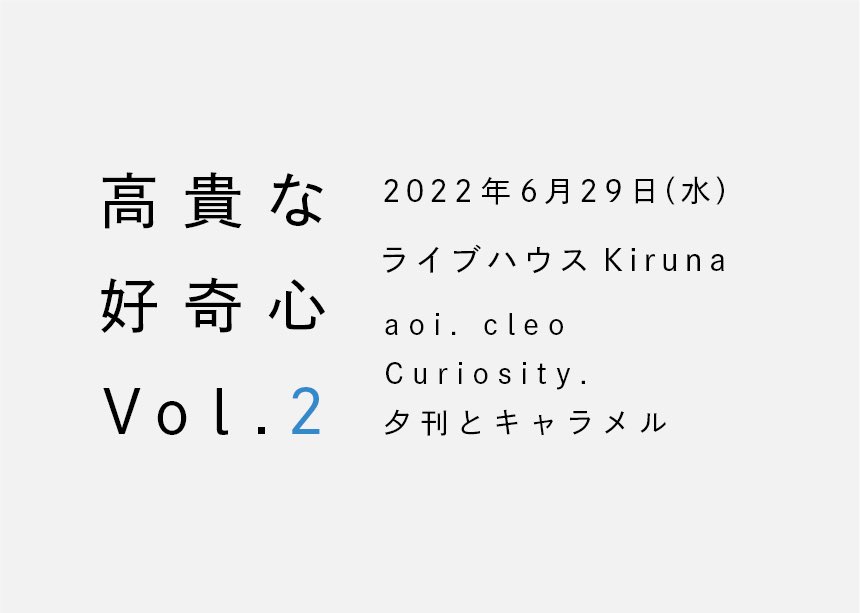 高貴な
好奇心
Vol.2
2022年6月29日(水)
ライブハウス Kiruna
aoi. cleo
Curiosity.
夕刊とキャラメル